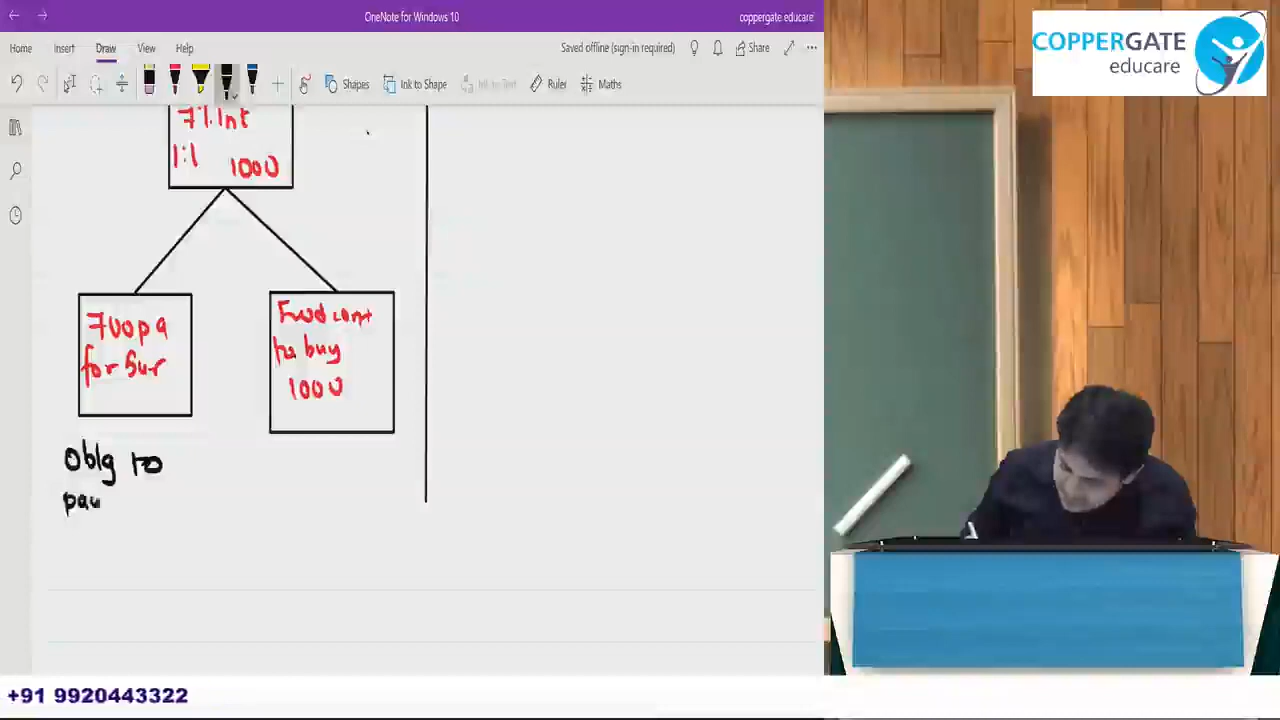 OneNote for Windows 10
coppergate educare
Home Insert Draw View Help
Saved offline (sign-in required)
Share
Shapes
Ink to Shape
Ink to Text
Ruler
Maths
COPPERGATE
educare
7% Int
1:1 1000
700 pa
for 5yr
Fwd cont
to buy
1000
Oblg to
pay
+91 9920443322